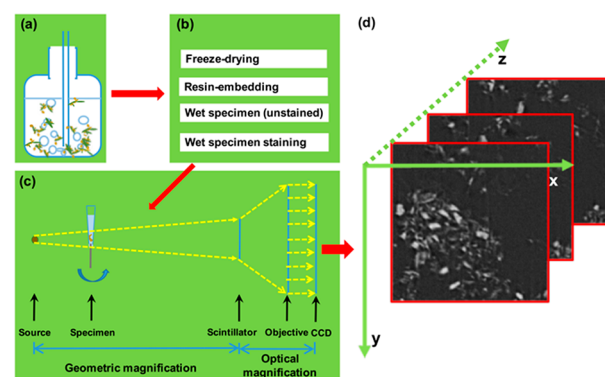 (a)
(b)
Freeze-drying
Resin-embedding
Wet specimen (unstained)
Wet specimen staining
(c)
Source
Specimen
Scintillator
Objective
CCD
Geometric magnification
Optical
magnification
(d)
z
x
y